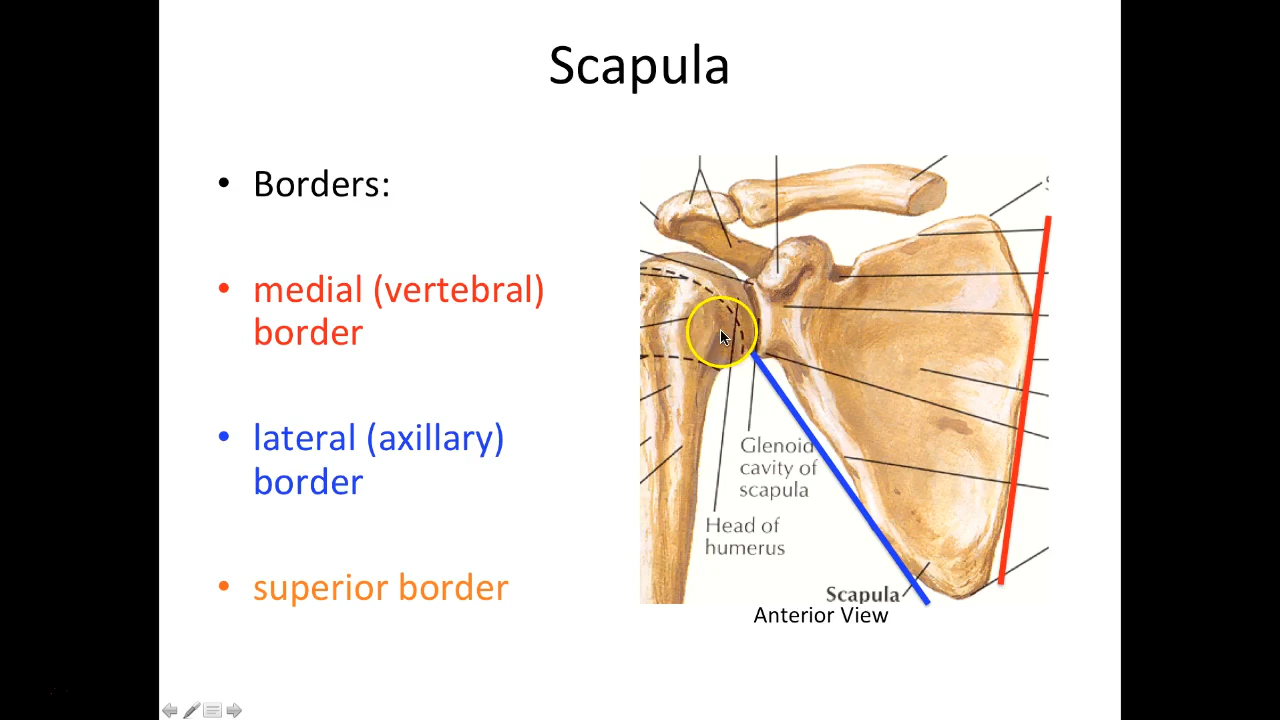 Scapula
• Borders:
• medial (vertebral)
border
• lateral (axillary)
border
• superior border
Glenoid
cavity of
scapula
Head of
humerus
Scapula
Anterior View